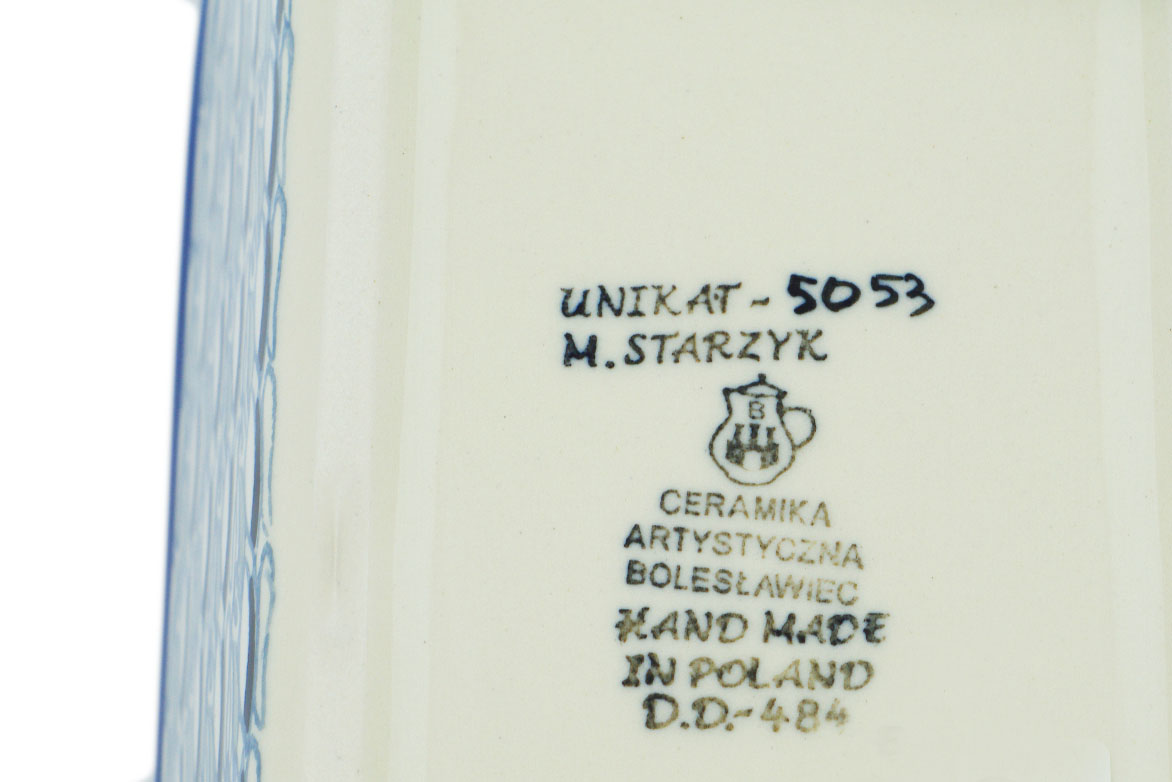 UNIKAT - 5053
M. STARZYK
B
CERAMIKA
ARTYSTYCZNA
BOLESŁAWIEC
HAND MADE
IN POLAND
D.D.-484